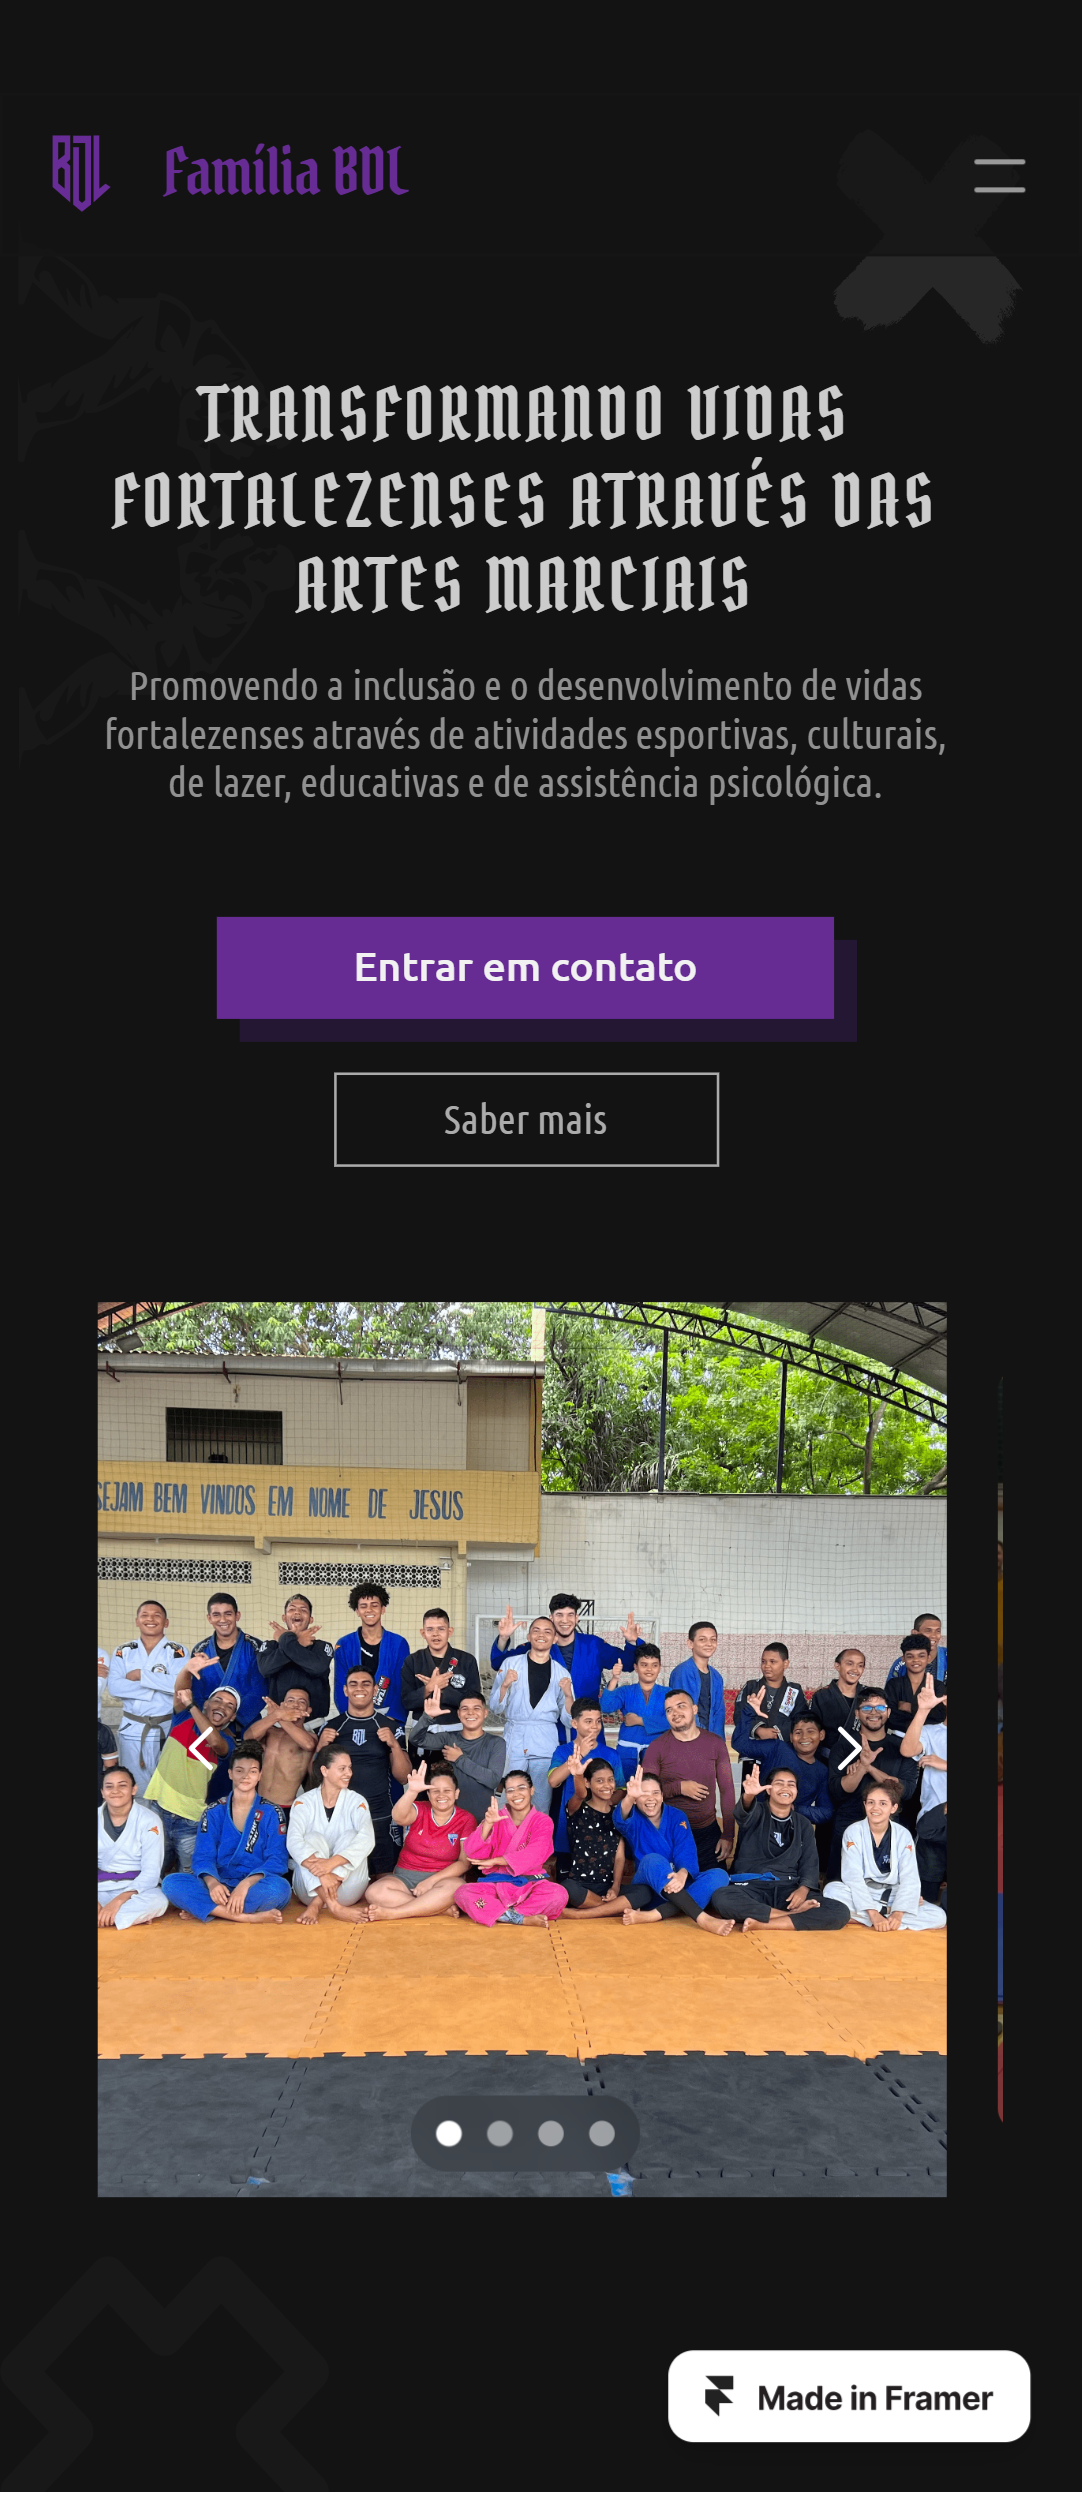 BDL
Família BDL
TRANSFORMANDO VIDAS
FORTALEZENSES ATRAVÉS DAS
ARTES MARCIAIS
Promovendo a inclusão e o desenvolvimento de vidas
fortalezenses através de atividades esportivas, culturais,
de lazer, educativas e de assistência psicológica.
Entrar em contato
Saber mais
SEJAM BEM VINDOS EM NOME DE JESUS
BDL
Made in Framer